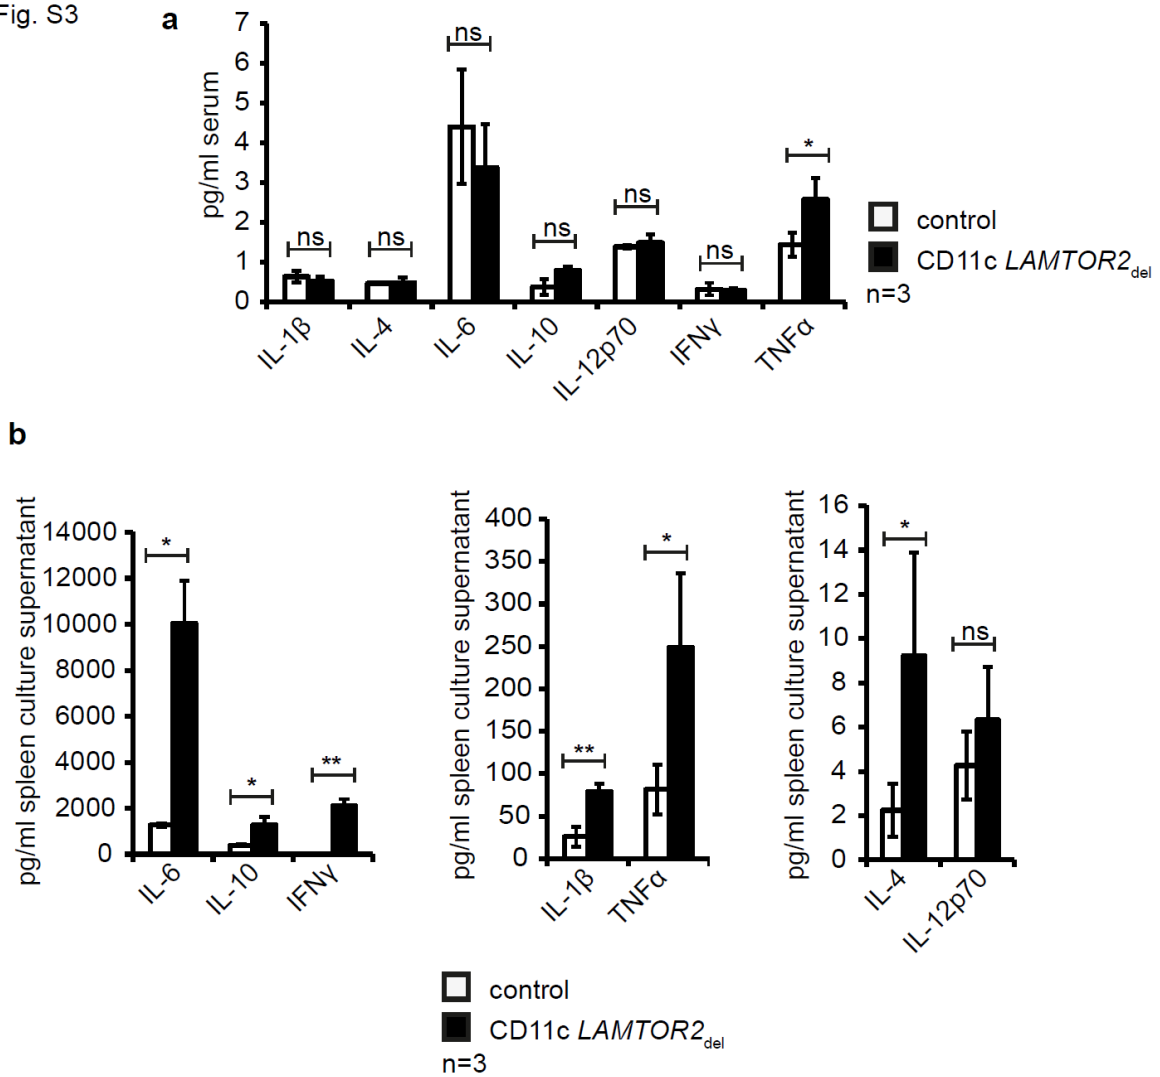 Fig. S3
a
pg/ml serum
7
6
5
4
3
2
1
0
ns
ns
ns
ns
ns
ns
*
IL-1β
IL-4
IL-6
IL-10
IL-12p70
IFNγ
TNFα
control
CD11c LAMTOR2del
n=3
b
pg/ml spleen culture supernatant
14000
12000
10000
8000
6000
4000
2000
0
*
*
**
IL-6
IL-10
IFNγ
pg/ml spleen culture supernatant
400
350
300
250
200
150
100
50
0
**
*
IL-1β
TNFα
pg/ml spleen culture supernatant
16
14
12
10
8
6
4
2
0
*
ns
IL-4
IL-12p70
control
CD11c LAMTOR2del
n=3